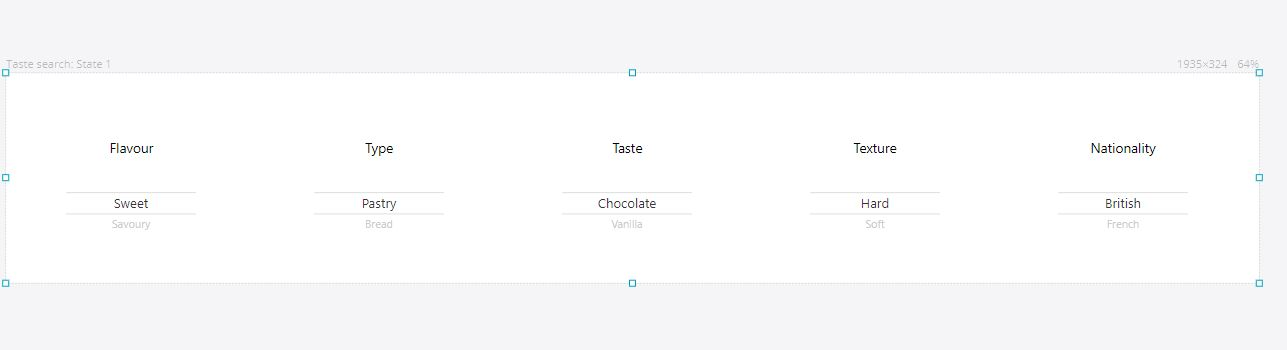 Taste search: State 1 1935×324 64%
Flavour Type Taste Texture Nationality
Sweet Pastry Chocolate Hard British
Savoury Bread Vanilla Soft French